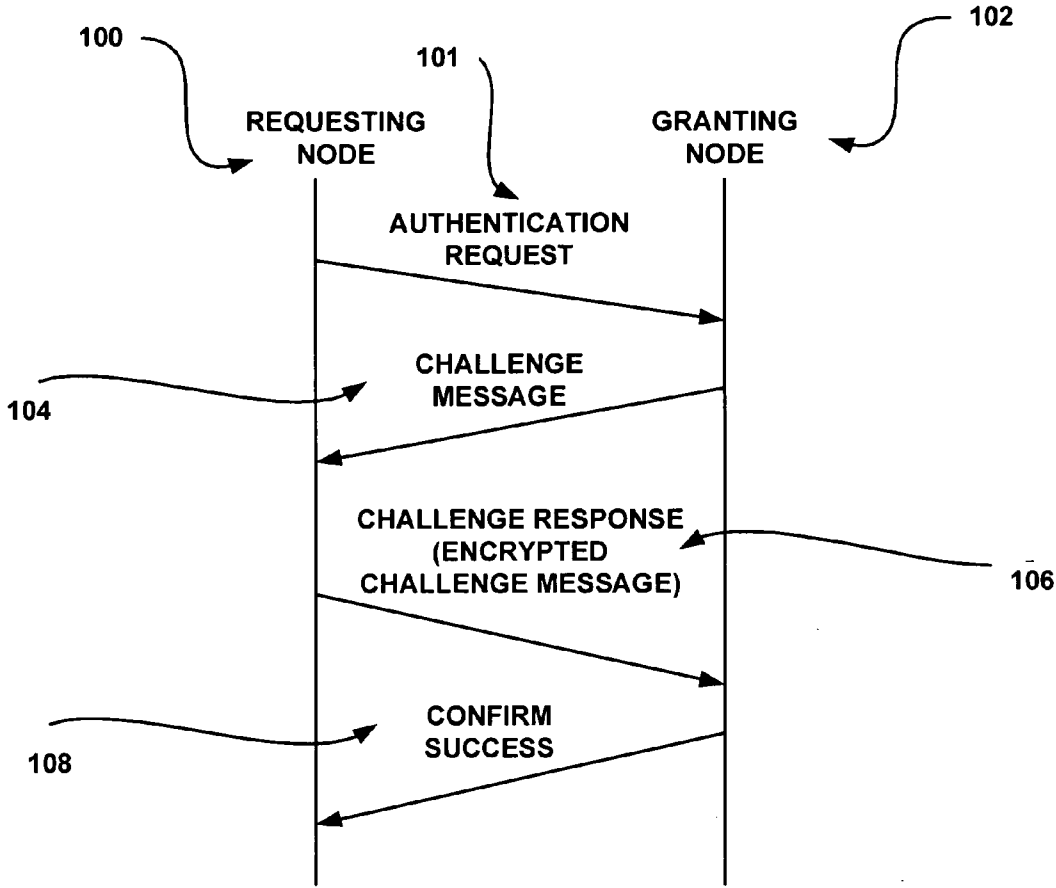 100
101
102
REQUESTING
NODE
GRANTING
NODE
AUTHENTICATION
REQUEST
CHALLENGE
MESSAGE
104
CHALLENGE RESPONSE
(ENCRYPTED
CHALLENGE MESSAGE)
106
CONFIRM
SUCCESS
108